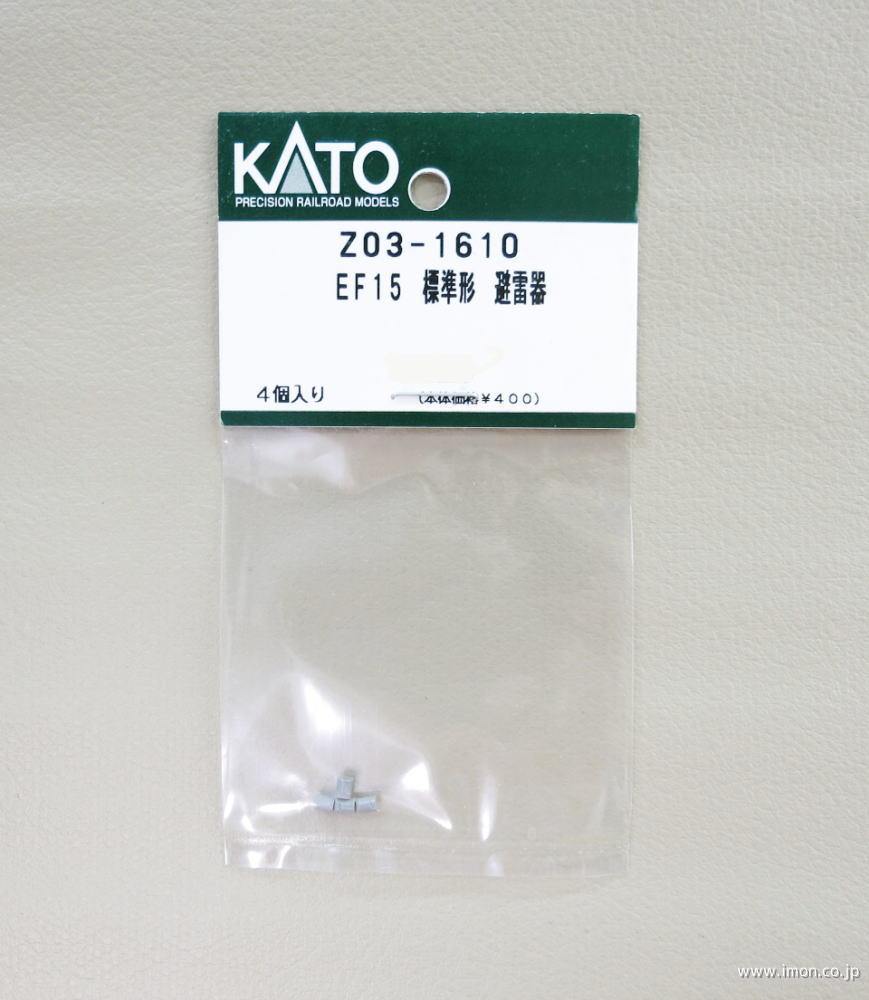 KATO
PRECISION RAILROAD MODELS
Z03-1610
EF15 標準形 避雷器
4個入り
(本体価格¥400)
www.imon.co.jp